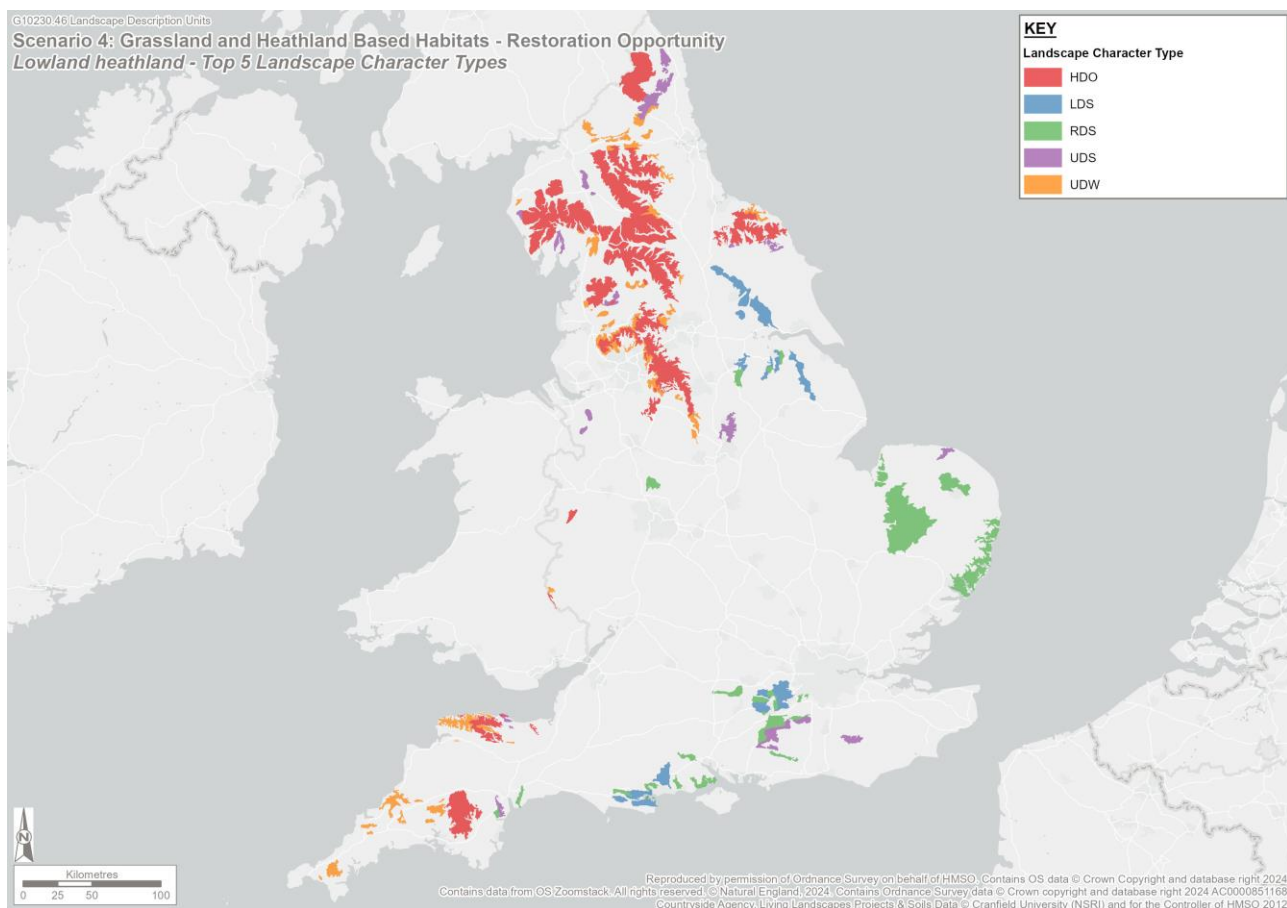 G10230.46 Landscape Description Units
Scenario 4: Grassland and Heathland Based Habitats - Restoration Opportunity
Lowland heathland - Top 5 Landscape Character Types
KEY
Landscape Character Type
HDO
LDS
RDS
UDS
UDW
N
Kilometres
0 25 50 100
Reproduced by permission of Ordnance Survey on behalf of HMSO. Contains OS data © Crown Copyright and database right 2024
Contains data from OS Zoomstack. All rights reserved. © Natural England, 2024. Contains Ordnance Survey data © Crown copyright and database right 2024 AC0000851168
Countryside Agency, Living Landscapes Projects & Soils Data © Cranfield University (NSRI) and for the Controller of HMSO 2017